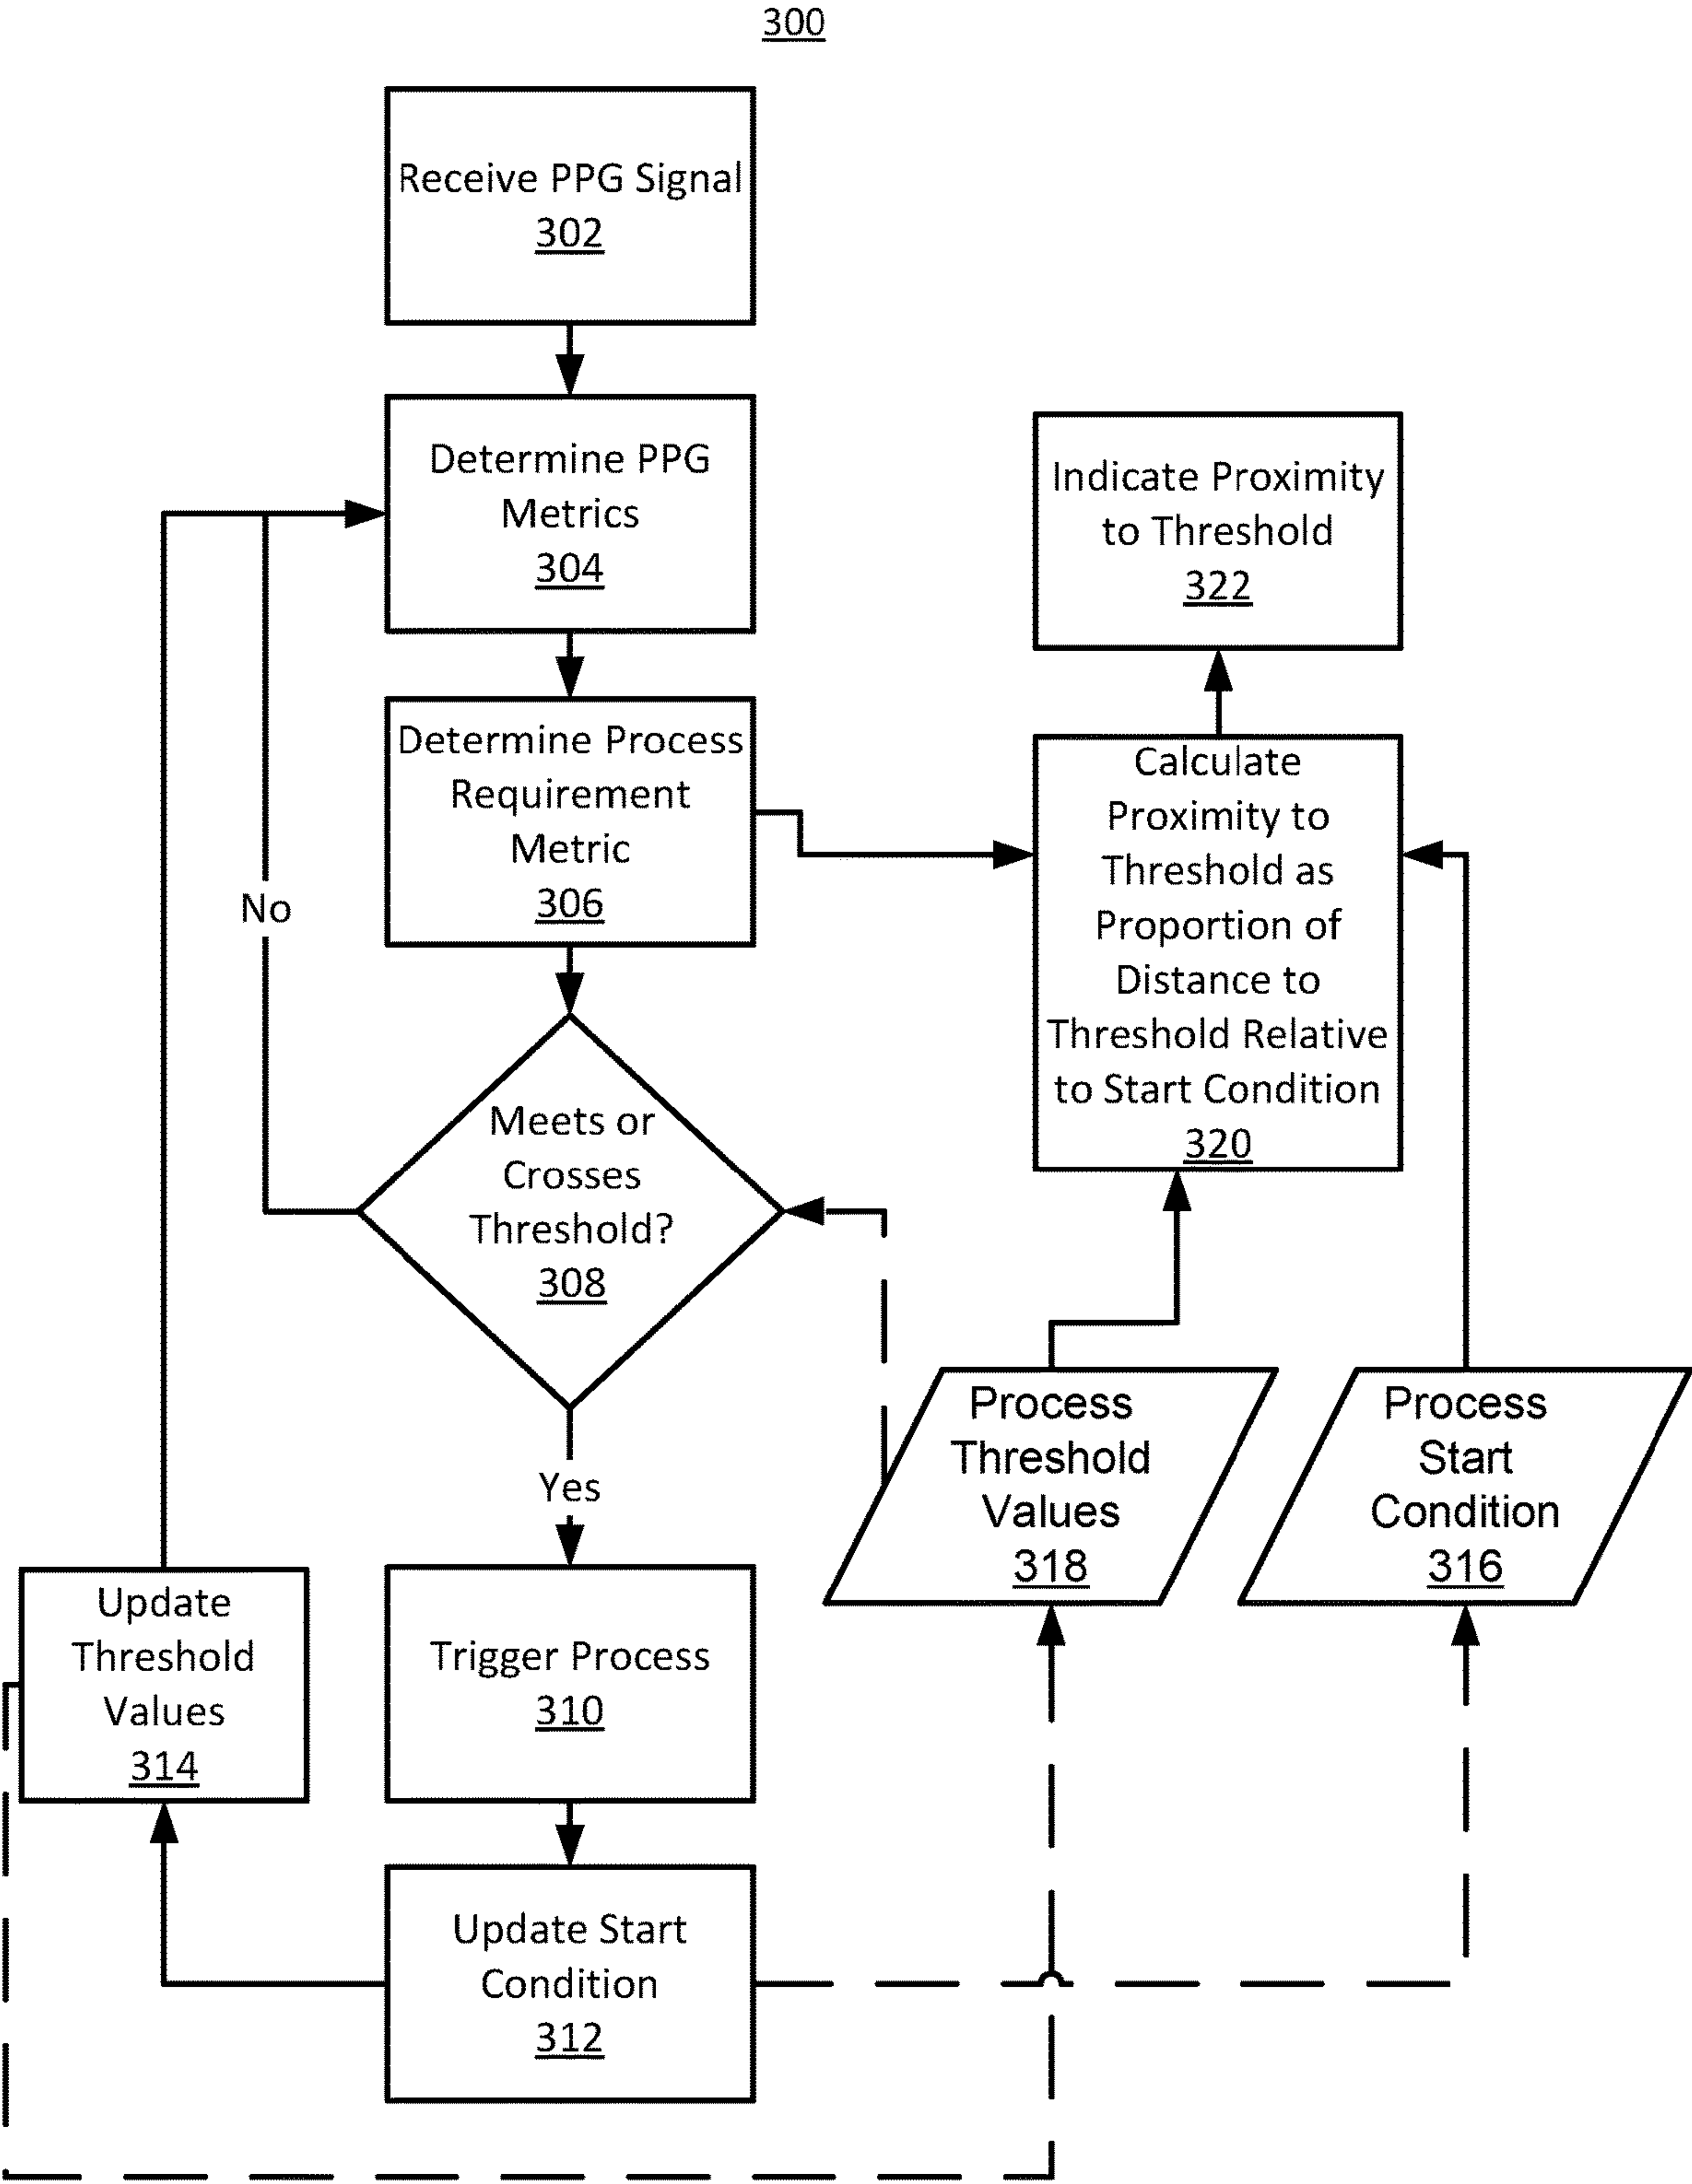 300
Receive PPG Signal
302
Determine PPG
Metrics
304
Indicate Proximity
to Threshold
322
Determine Process
Requirement
Metric
306
Calculate
Proximity to
Threshold as
Proportion of
Distance to
Threshold Relative
to Start Condition
320
No
Meets or
Crosses
Threshold?
308
Yes
Process
Threshold
Values
318
Process
Start
Condition
316
Update
Threshold
Values
314
Trigger Process
310
Update Start
Condition
312